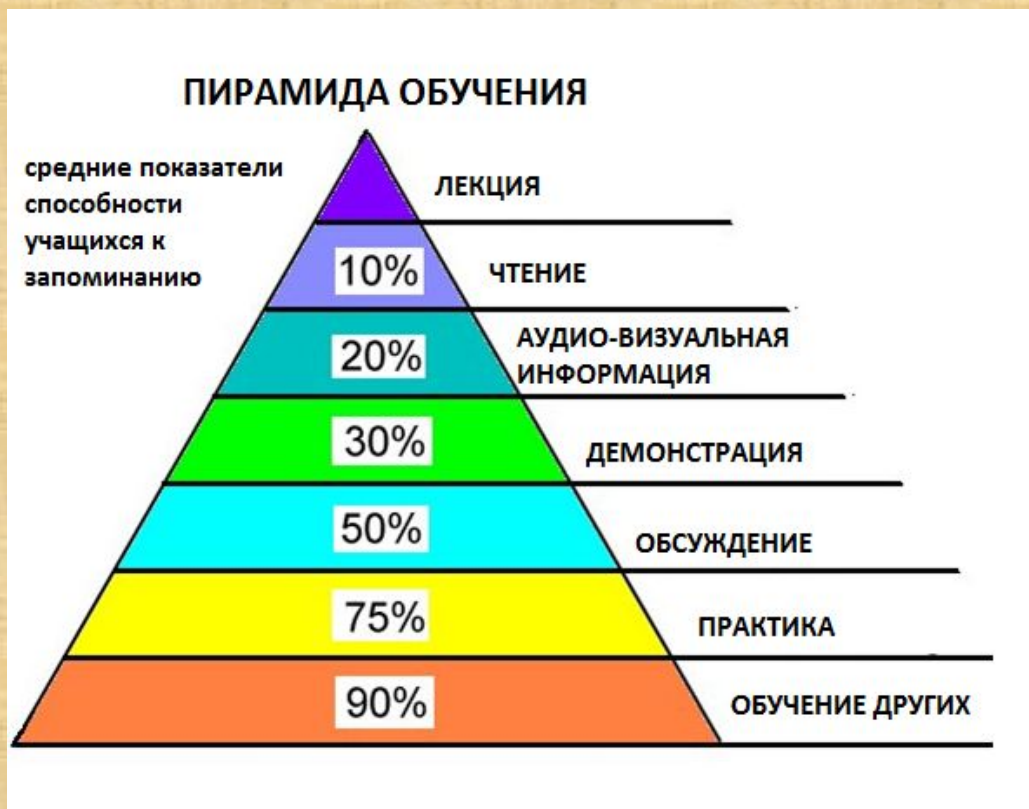 ПИРАМИДА ОБУЧЕНИЯ
средние показатели
способности
учащихся к
запоминанию
ЛЕКЦИЯ
10%
ЧТЕНИЕ
20%
АУДИО-ВИЗУАЛЬНАЯ
ИНФОРМАЦИЯ
30%
ДЕМОНСТРАЦИЯ
50%
ОБСУЖДЕНИЕ
75%
ПРАКТИКА
90%
ОБУЧЕНИЕ ДРУГИХ